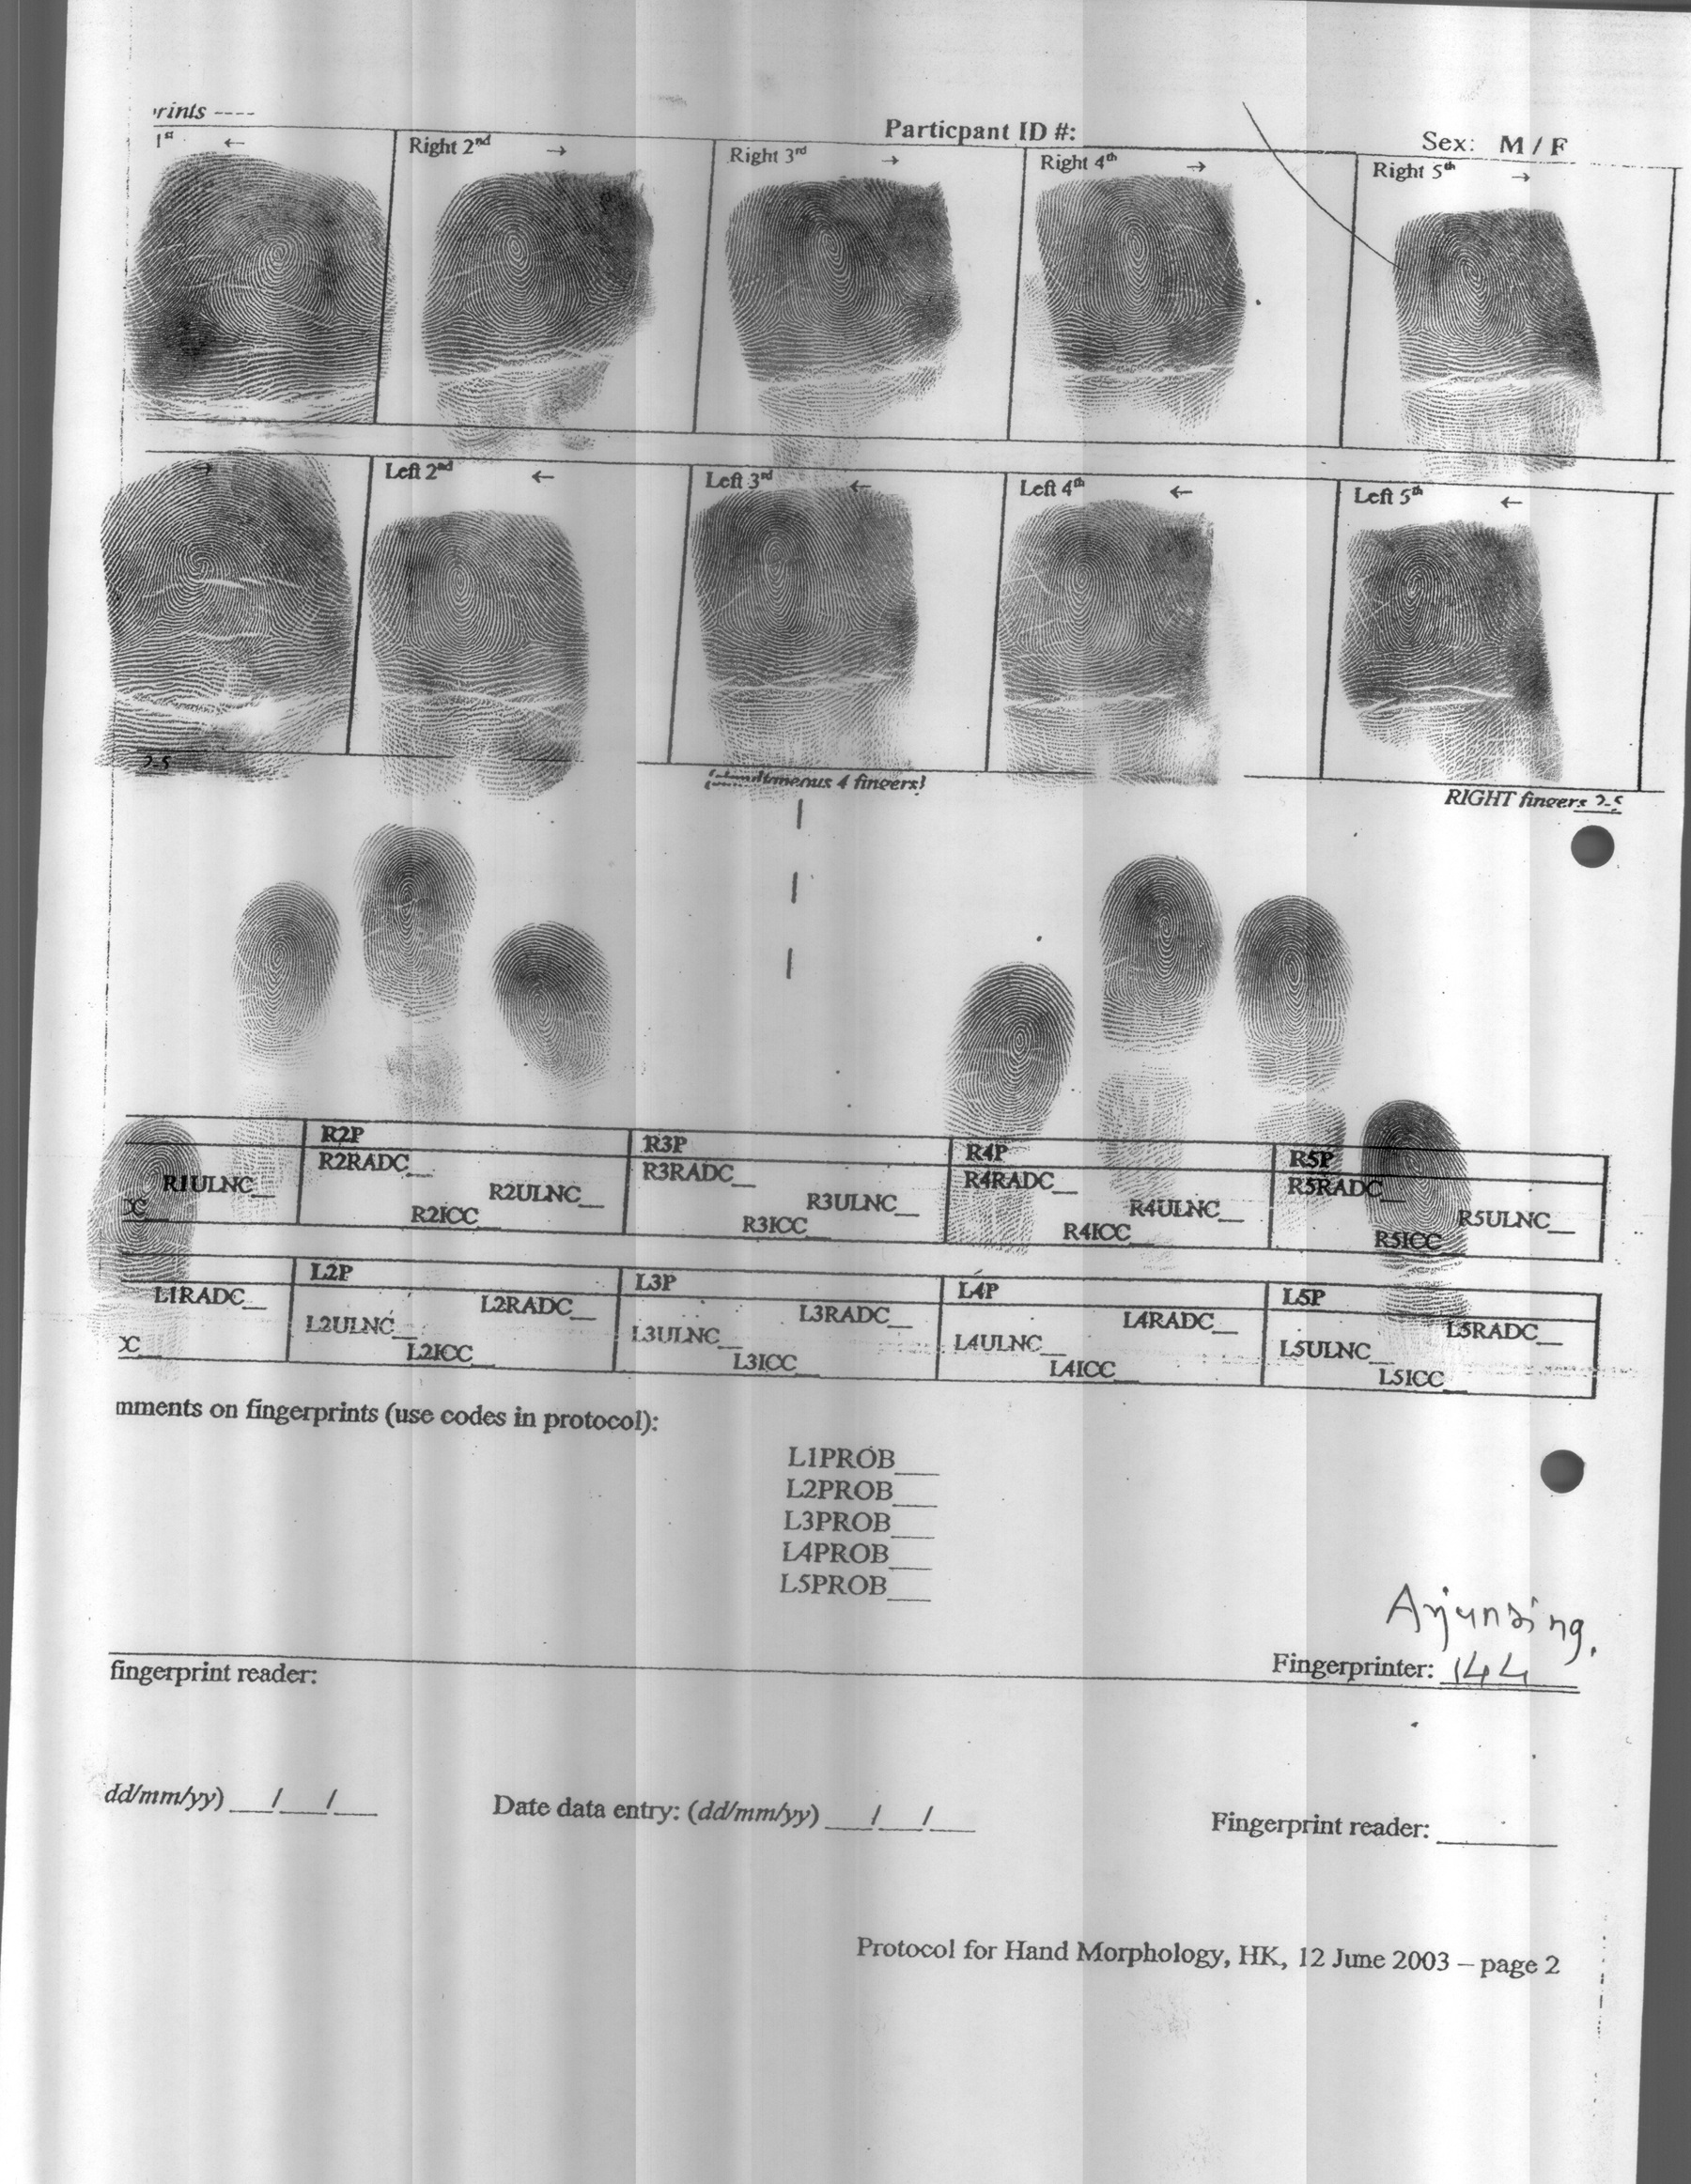 rints ----
Particpant ID #:
Sex: M / F
1st ←
Right 2nd →
Right 3rd →
Right 4th →
Right 5th →
→
Left 2nd ←
Left 3rd ←
Left 4th ←
Left 5th ←
2-5
(simultaneous 4 fingers)
RIGHT fingers 2-5
R2P
R3P
R4P
R5P
R1ULNC__
R2RADC__
R2ULNC__
R2ICC__
R3RADC__
R3ULNC__
R3ICC__
R4RADC__
R4ULNC__
R4ICC__
R5RADC__
R5ULNC__
R5ICC
C__
L2P
L3P
L4P
L5P
L1RADC__
L2RADC__
L2ULNC__
L2ICC__
L3RADC__
L3ULNC__
L3ICC__
L4RADC__
L4ULNC__
L4ICC__
L5RADC__
L5ULNC__
L5ICC__
C__
mments on fingerprints (use codes in protocol):
L1PROB___
L2PROB___
L3PROB___
L4PROB___
L5PROB___
Arjunsing.
fingerprint reader:
Fingerprinter: 144
dd/mm/yy) ___/___/___
Date data entry: (dd/mm/yy) ___/___/___
Fingerprint reader: ________
Protocol for Hand Morphology, HK, 12 June 2003 – page 2